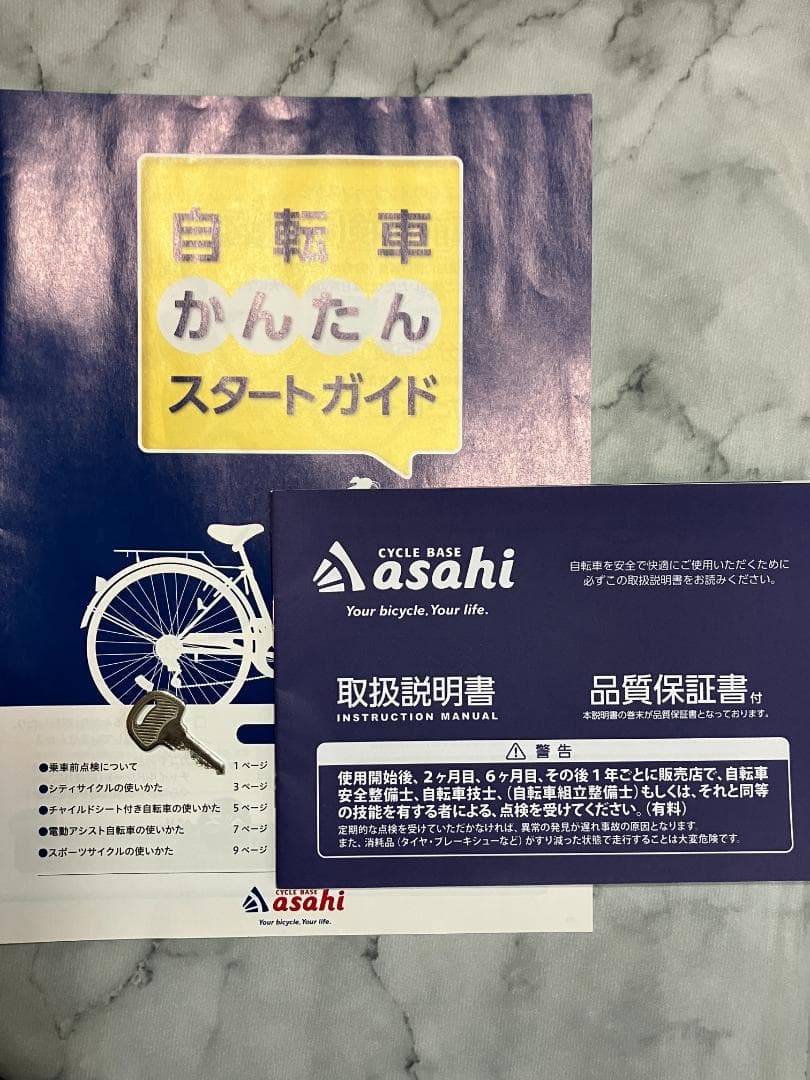 自転車
かんたん
スタートガイド
●乗車前点検について 1ページ
●シティサイクルの使いかた 3ページ
●チャイルドシート付き自転車の使いかた 5ページ
●電動アシスト自転車の使いかた 7ページ
●スポーツサイクルの使いかた 9ページ
CYCLE BASE
asahi
Your bicycle, Your life.
CYCLE BASE
asahi
Your bicycle, Your life.
自転車を安全で快適にご使用いただくために
必ずこの取扱説明書をお読みください。
取扱説明書
INSTRUCTION MANUAL
品質保証書付
本説明書の巻末が品質保証書となっております。
警告
使用開始後、2ヶ月目、6ヶ月目、その後1年ごとに販売店で、自転車
安全整備士、自転車技士、(自転車組立整備士)もしくは、それと同等
の技能を有する者による、点検を受けてください。(有料)
定期的な点検を受けていただかなければ、異常の発見が遅れ事故の原因となります。
また、消耗品(タイヤ・ブレーキシューなど)がすり減った状態で走行することは大変危険です。